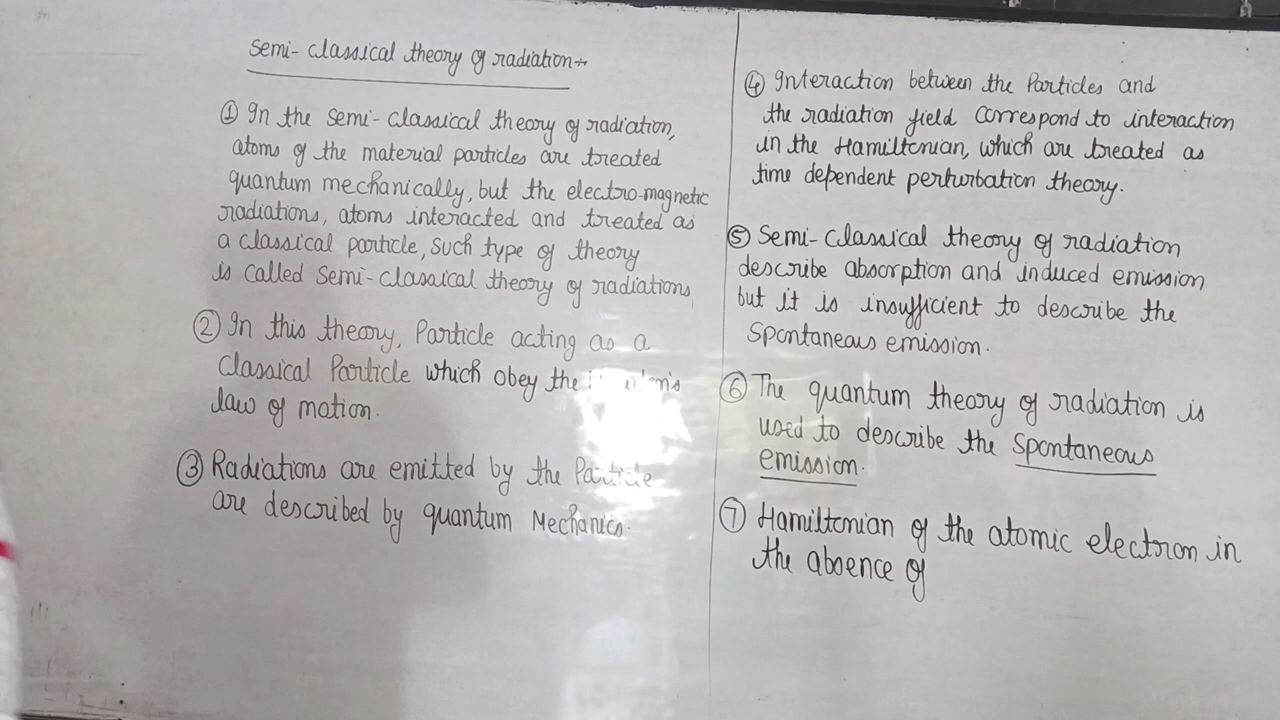 Semi-classical theory of radiation→
① In the semi-classical theory of radiation,
atoms of the material particles are treated
quantum mechanically, but the electro-magnetic
radiations, atoms interacted and treated as
a classical particle, such type of theory
is called semi-classical theory of radiations,
② In this theory, Particle acting as a
Classical Particle which obey the
law of motion.
③ Radiations are emitted by the Particle
are described by quantum Mechanics.
④ Interaction between the Particles and
the radiation field correspond to interaction
in the Hamiltonian, which are treated as
time dependent perturbation theory.
⑤ Semi-classical theory of radiation
describe absorption and induced emission
but it is insufficient to describe the
Spontaneous emission.
⑥ The quantum theory of radiation is
used to describe the Spontaneous
emission.
⑦ Hamiltonian of the atomic electron in
the absence of